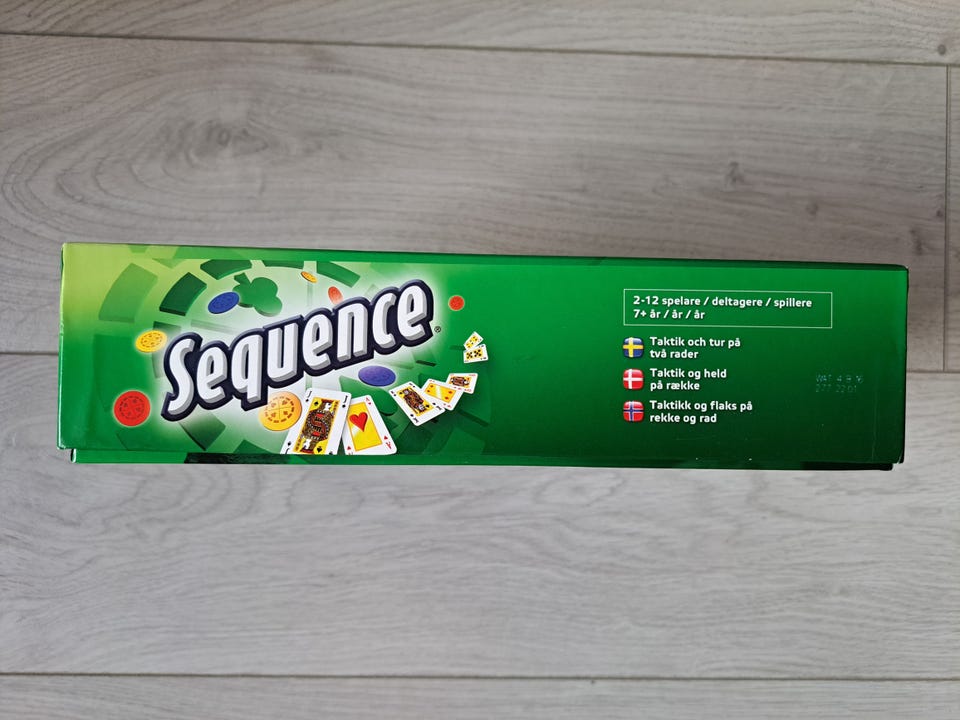 Sequence®
2-12 spelare / deltagere / spillere
7+ år / år / år
Taktik och tur på
två rader
Taktik og held
på række
Taktikk og flaks på
rekke og rad